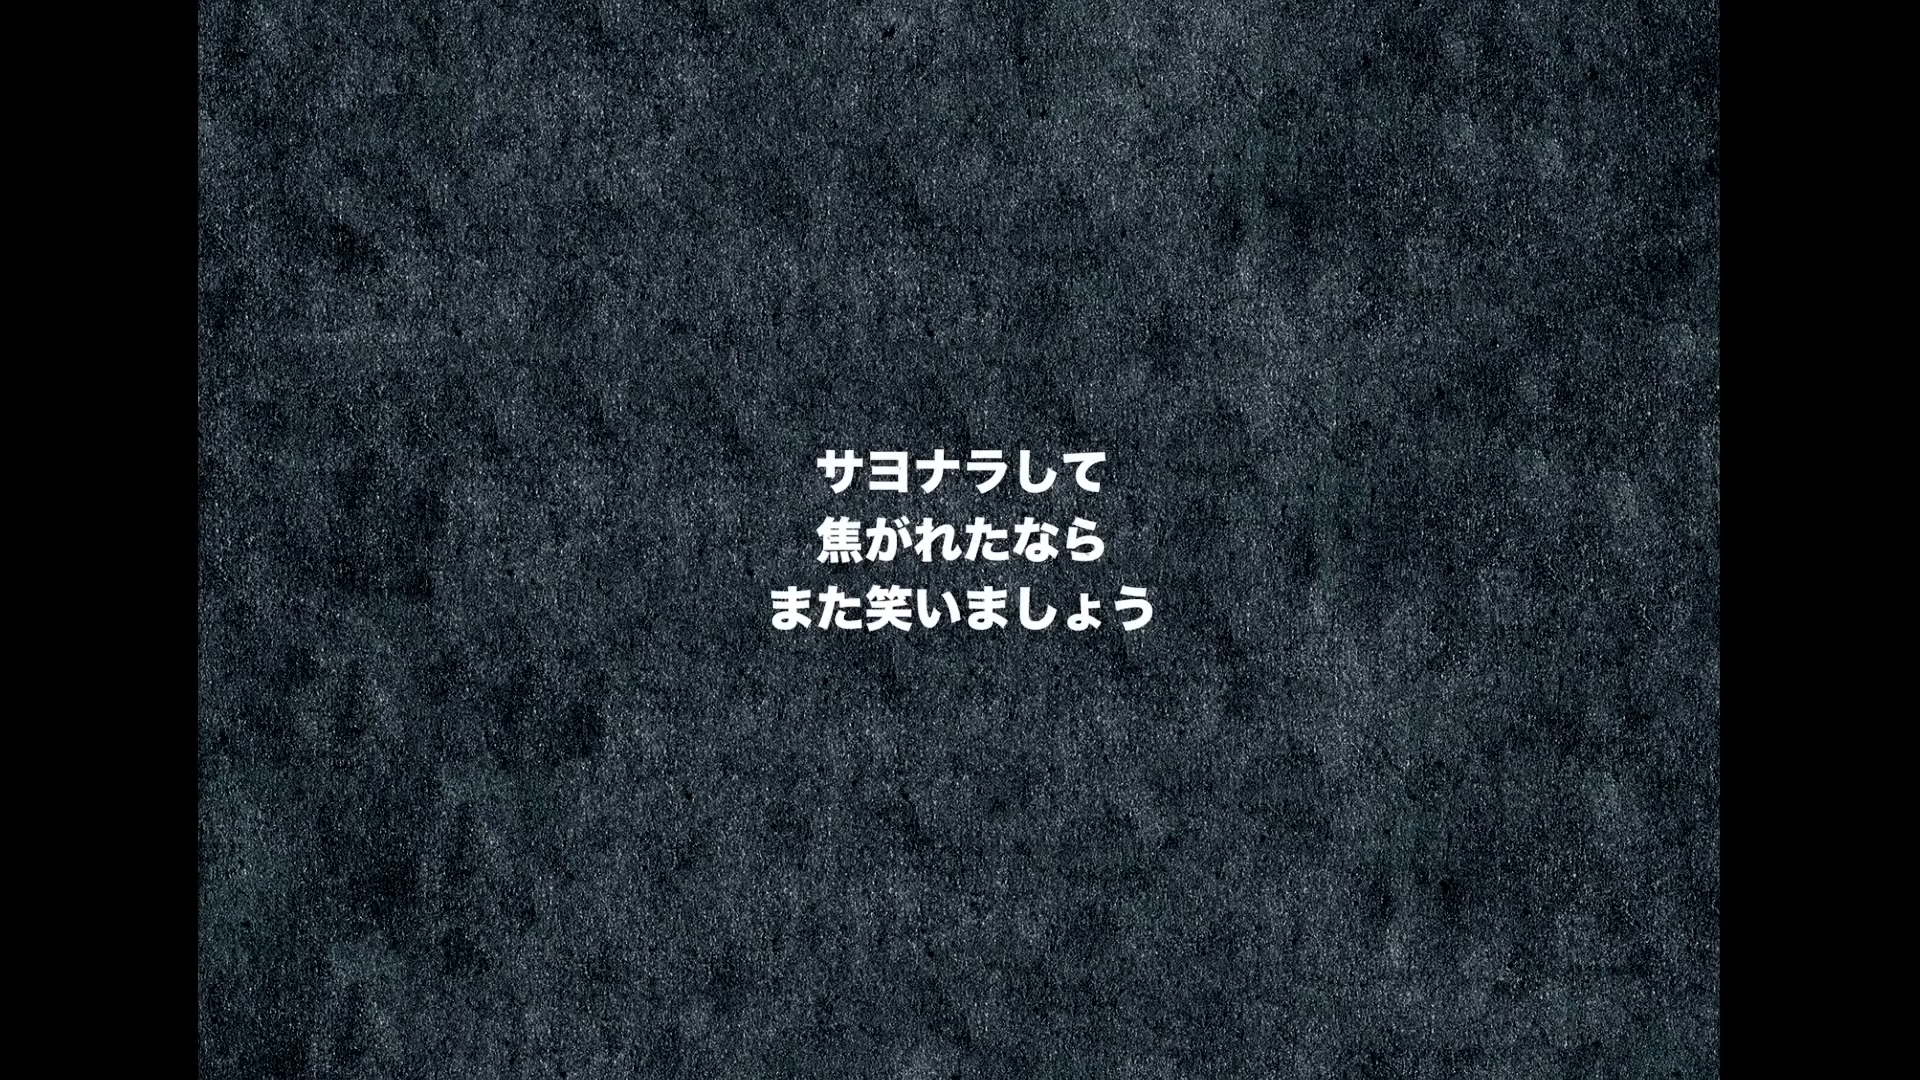 サヨナラして
焦がれたなら
また笑いましょう